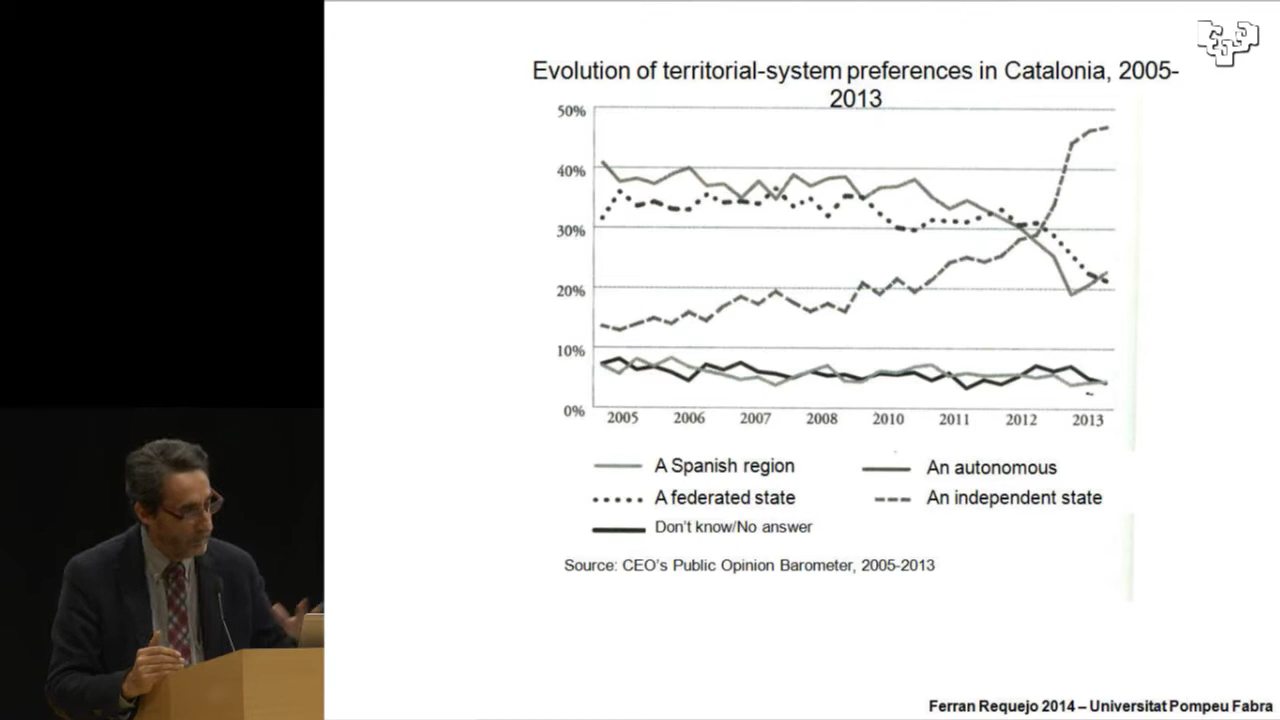 Evolution of territorial-system preferences in Catalonia, 2005-
2013
50%
40%
30%
20%
10%
0%
2005 2006 2007 2008 2010 2011 2012 2013
A Spanish region An autonomous
A federated state An independent state
Don't know/No answer
Source: CEO's Public Opinion Barometer, 2005-2013
Ferran Requejo 2014 – Universitat Pompeu Fabra